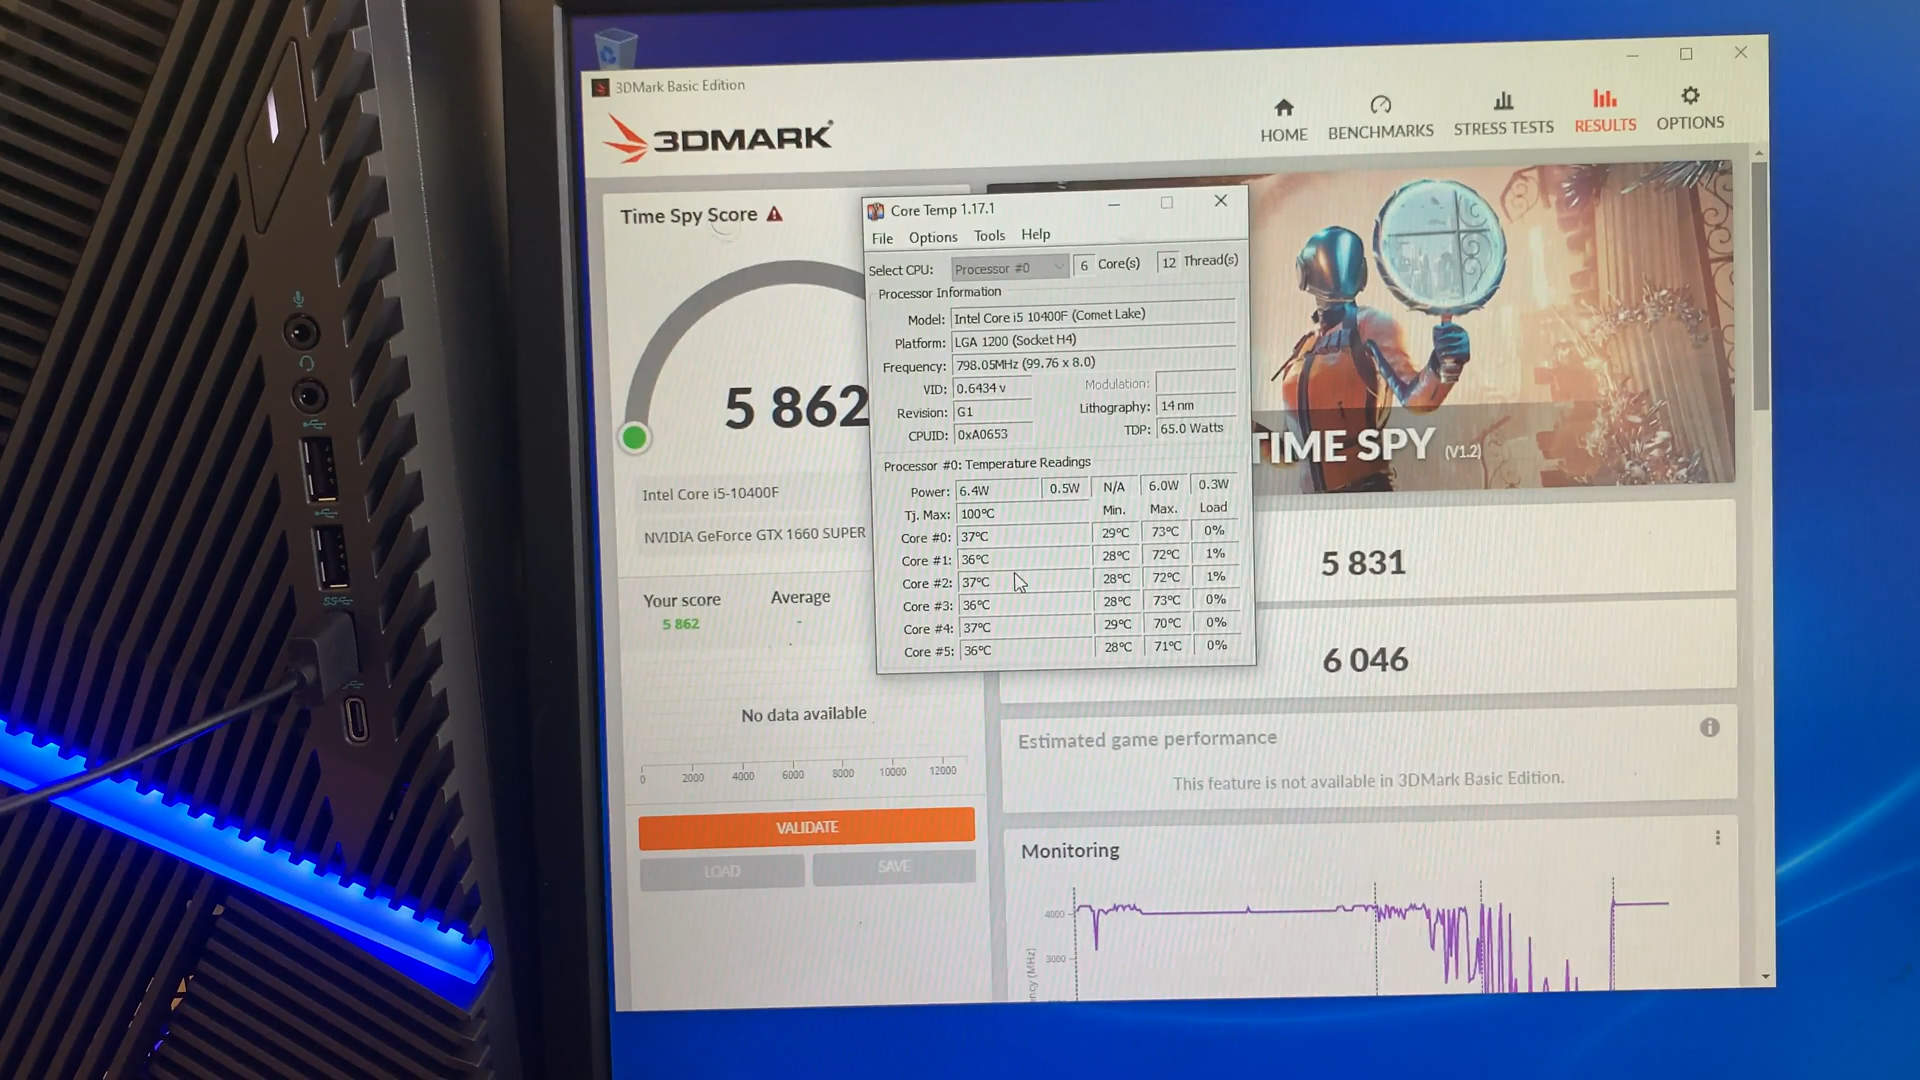 3DMark Basic Edition
3DMARK
HOME
BENCHMARKS
STRESS TESTS
RESULTS
OPTIONS
Time Spy Score
5 862
Intel Core i5-10400F
NVIDIA GeForce GTX 1660 SUPER
Your score Average
5 862 -
No data available
0 2000 4000 6000 8000 10000 12000
VALIDATE
LOAD SAVE
Core Temp 1.17.1
File Options Tools Help
Select CPU: Processor #0 6 Core(s) 12 Thread(s)
Processor Information
Model: Intel Core i5 10400F (Comet Lake)
Platform: LGA 1200 (Socket H4)
Frequency: 798.05MHz (99.76 x 8.0)
VID: 0.6434 v Modulation:
Revision: G1 Lithography: 14 nm
CPUID: 0xA0653 TDP: 65.0 Watts
Processor #0: Temperature Readings
Power: 6.4W 0.5W N/A 6.0W 0.3W
Tj. Max: 100°C Min. Max. Load
Core #0: 37°C 29°C 73°C 0%
Core #1: 36°C 28°C 72°C 1%
Core #2: 37°C 28°C 72°C 1%
Core #3: 36°C 28°C 73°C 0%
Core #4: 37°C 29°C 70°C 0%
Core #5: 36°C 28°C 71°C 0%
TIME SPY (V1.2)
5 831
6 046
Estimated game performance
This feature is not available in 3DMark Basic Edition.
Monitoring
4000
3000
(MHz)